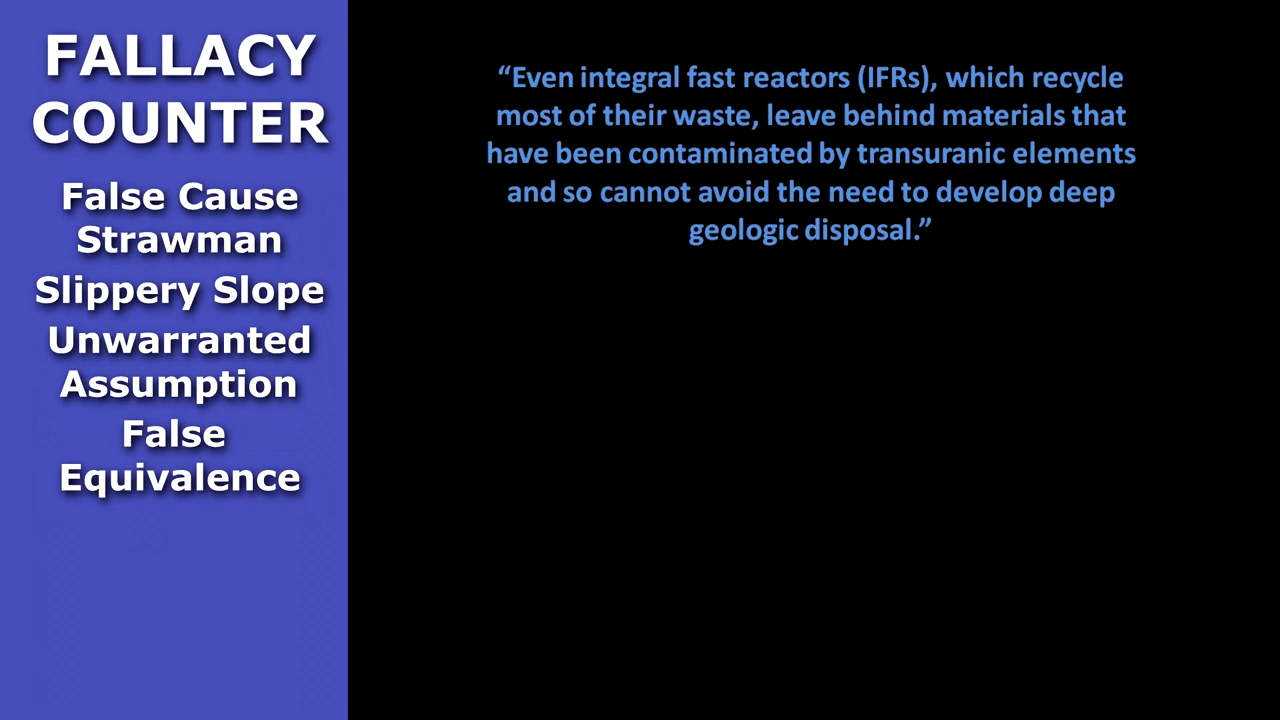 FALLACY
COUNTER
False Cause
Strawman
Slippery Slope
Unwarranted
Assumption
False
Equivalence
“Even integral fast reactors (IFRs), which recycle
most of their waste, leave behind materials that
have been contaminated by transuranic elements
and so cannot avoid the need to develop deep
geologic disposal.”